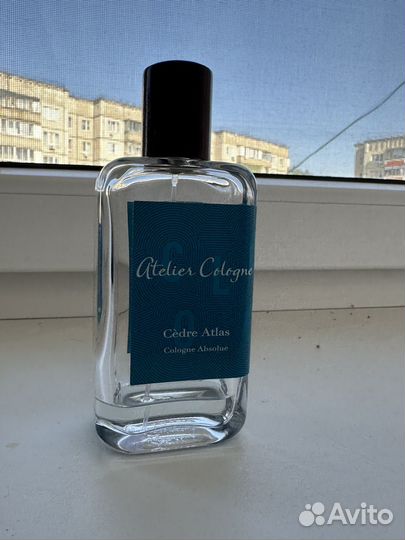 Atelier Cologne
Cèdre Atlas
Cologne Absolue
Avito